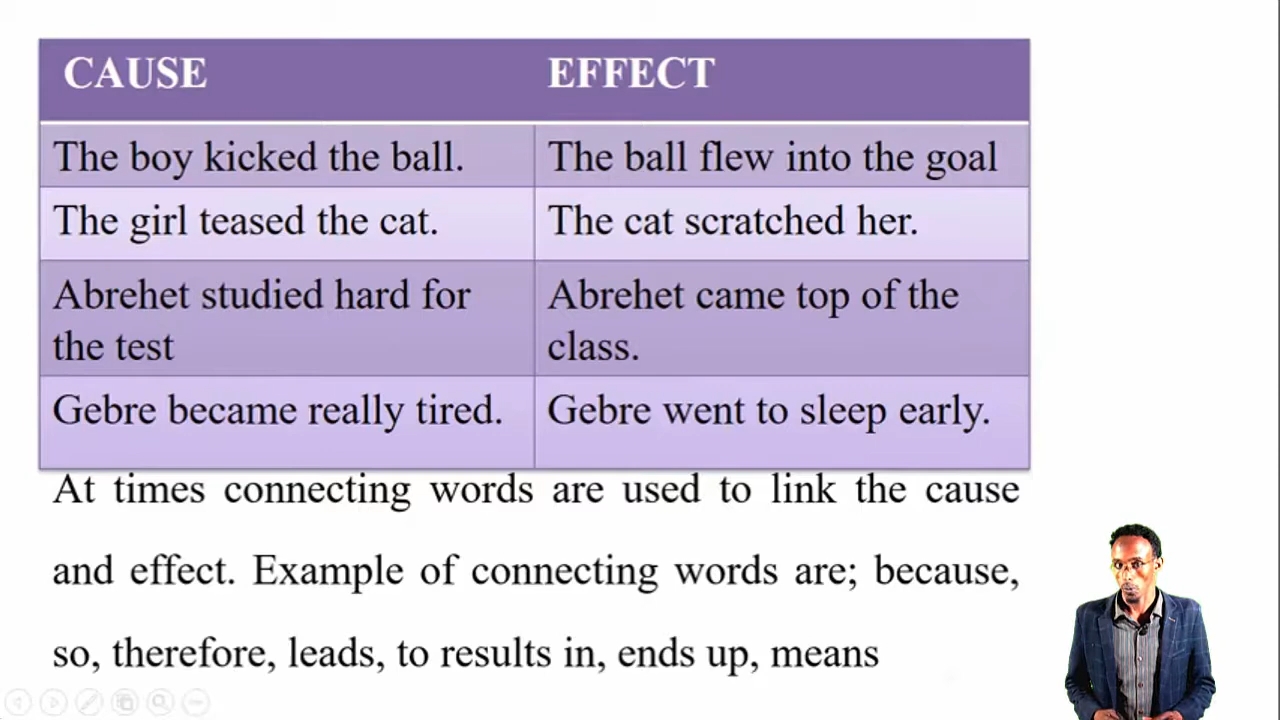 CAUSE EFFECT
The boy kicked the ball. The ball flew into the goal
The girl teased the cat. The cat scratched her.
Abrehet studied hard for Abrehet came top of the
the test class.
Gebre became really tired. Gebre went to sleep early.
At times connecting words are used to link the cause
and effect. Example of connecting words are; because,
so, therefore, leads, to results in, ends up, means